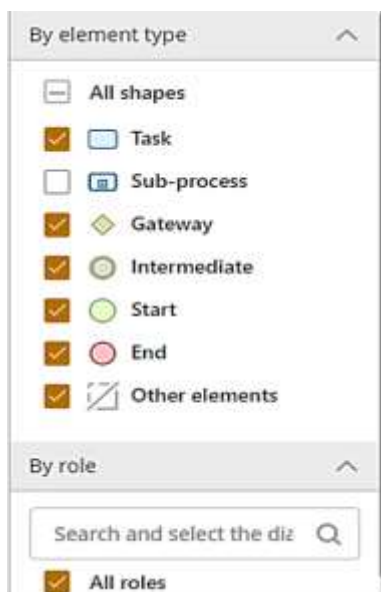 By element type
All shapes
Task
Sub-process
Gateway
Intermediate
Start
End
Other elements
By role
Search and select the dia
All roles